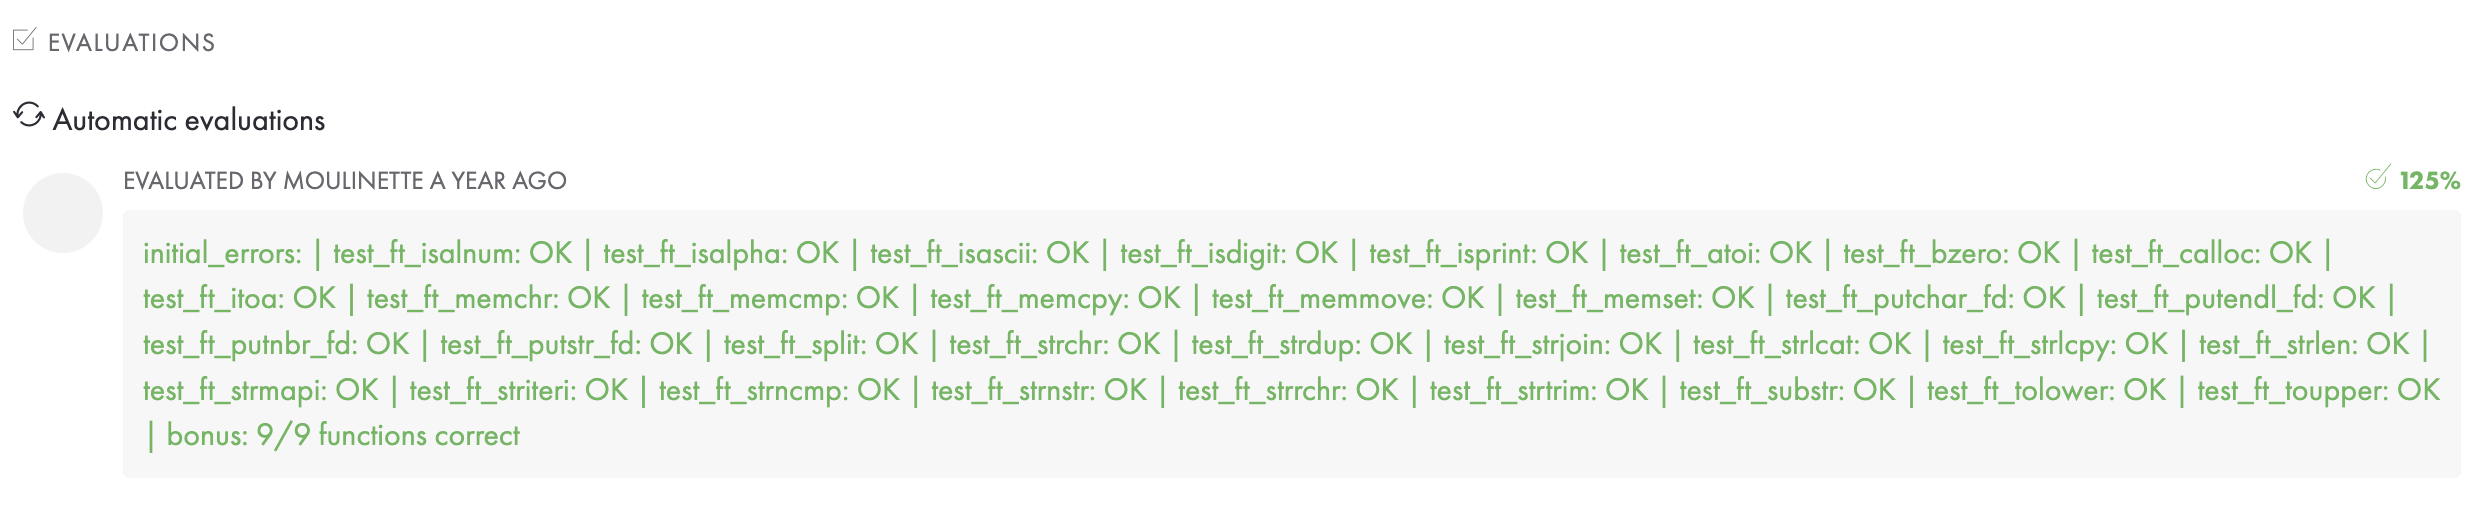 EVALUATIONS
Automatic evaluations
EVALUATED BY MOULINETTE A YEAR AGO
125%
initial_errors: | test_ft_isalnum: OK | test_ft_isalpha: OK | test_ft_isascii: OK | test_ft_isdigit: OK | test_ft_isprint: OK | test_ft_atoi: OK | test_ft_bzero: OK | test_ft_calloc: OK |
test_ft_itoa: OK | test_ft_memchr: OK | test_ft_memcmp: OK | test_ft_memcpy: OK | test_ft_memmove: OK | test_ft_memset: OK | test_ft_putchar_fd: OK | test_ft_putendl_fd: OK |
test_ft_putnbr_fd: OK | test_ft_putstr_fd: OK | test_ft_split: OK | test_ft_strchr: OK | test_ft_strdup: OK | test_ft_strjoin: OK | test_ft_strlcat: OK | test_ft_strlcpy: OK | test_ft_strlen: OK |
test_ft_strmapi: OK | test_ft_striteri: OK | test_ft_strncmp: OK | test_ft_strnstr: OK | test_ft_strrchr: OK | test_ft_strtrim: OK | test_ft_substr: OK | test_ft_tolower: OK | test_ft_toupper: OK
| bonus: 9/9 functions correct